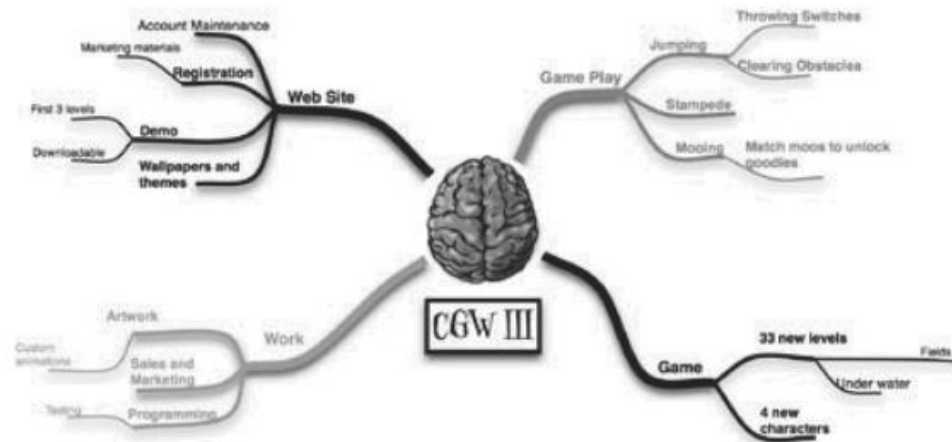 Account Maintenance
Marketing materials
Registration
Web Site
First 3 levels
Demo
Downloadable
Wallpapers and
themes
Throwing Switches
Jumping
Game Play
Clearing Obstacles
Stampede
Mooing
Match moos to unlock
goodies
CGW III
Artwork
Work
Custom
animations
Sales and
Marketing
Testing
Programming
33 new levels
Fields
Game
Under water
4 new
characters